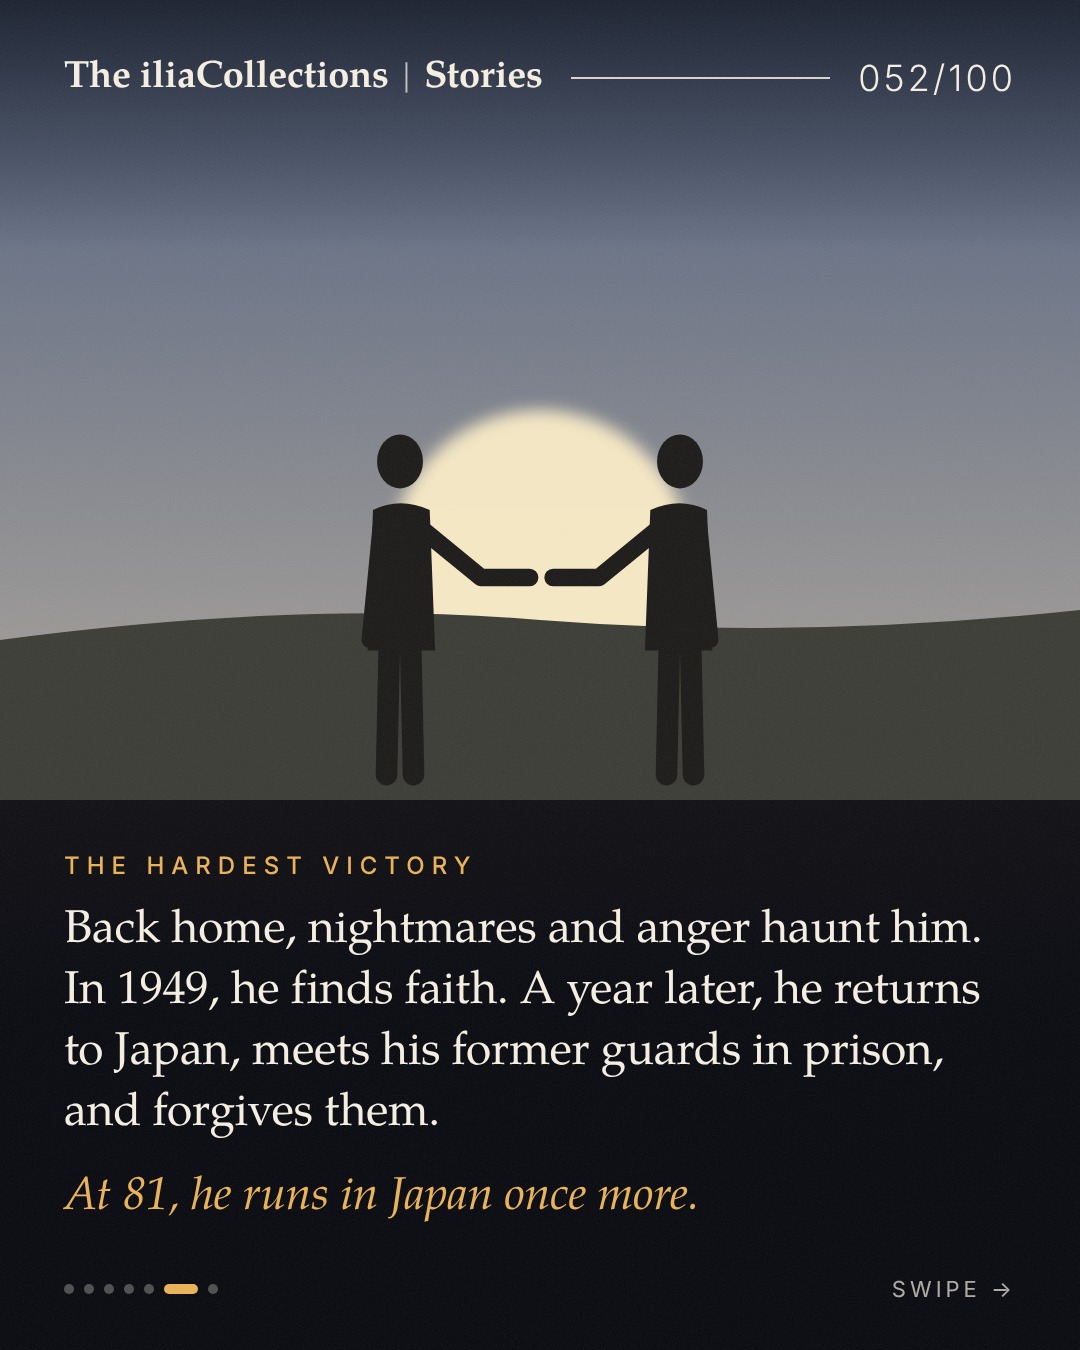 The iliaCollections | Stories 052/100
THE HARDEST VICTORY
Back home, nightmares and anger haunt him.
In 1949, he finds faith. A year later, he returns
to Japan, meets his former guards in prison,
and forgives them.
At 81, he runs in Japan once more.
SWIPE →